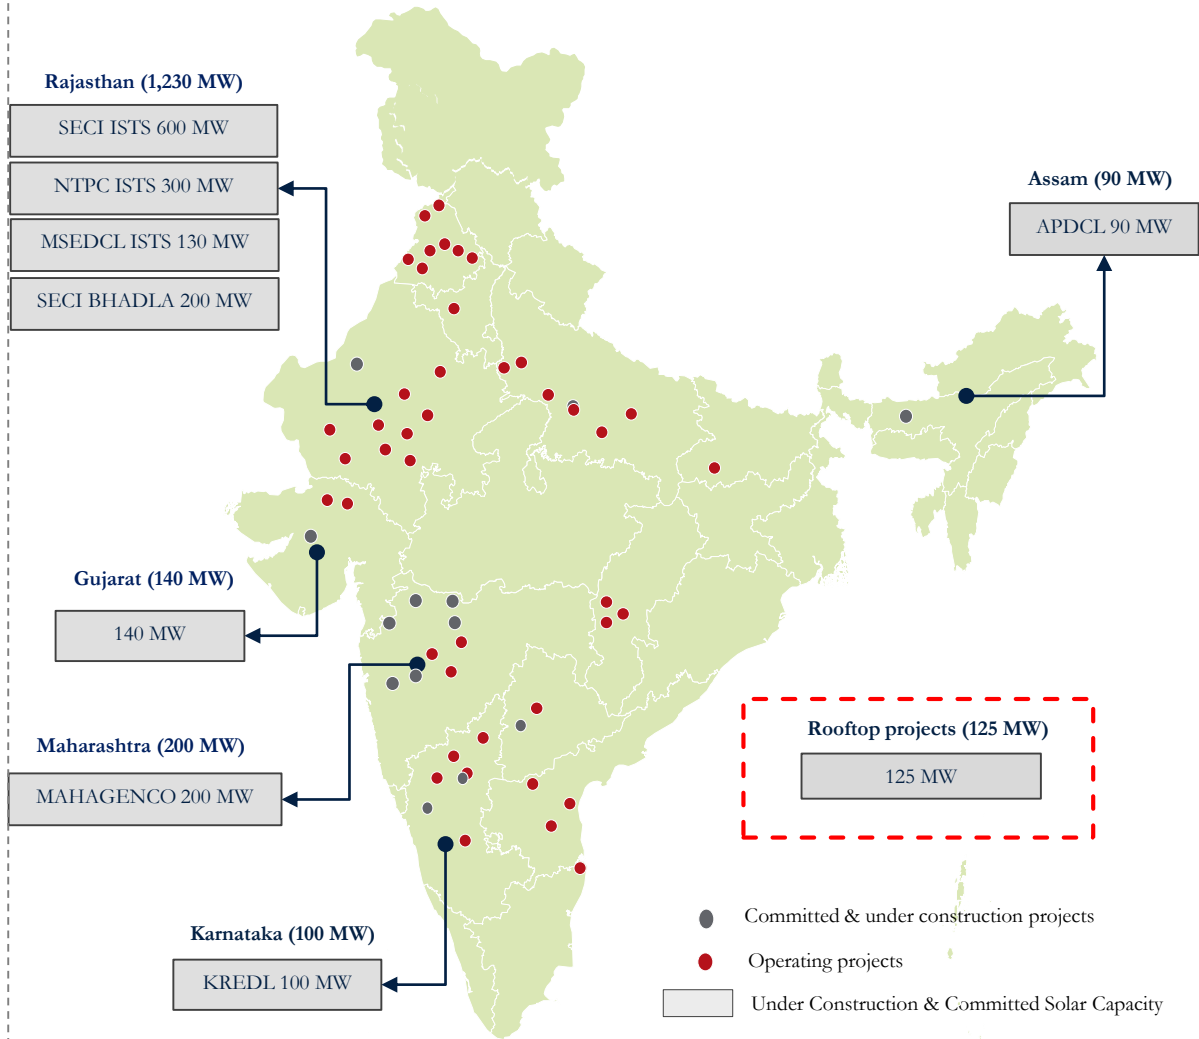 Rajasthan (1,230 MW)
SECI ISTS 600 MW
NTPC ISTS 300 MW
MSEDCL ISTS 130 MW
SECI BHADLA 200 MW
Assam (90 MW)
APDCL 90 MW
Gujarat (140 MW)
140 MW
Maharashtra (200 MW)
MAHAGENCO 200 MW
Rooftop projects (125 MW)
125 MW
Karnataka (100 MW)
KREDL 100 MW
Committed & under construction projects
Operating projects
Under Construction & Committed Solar Capacity